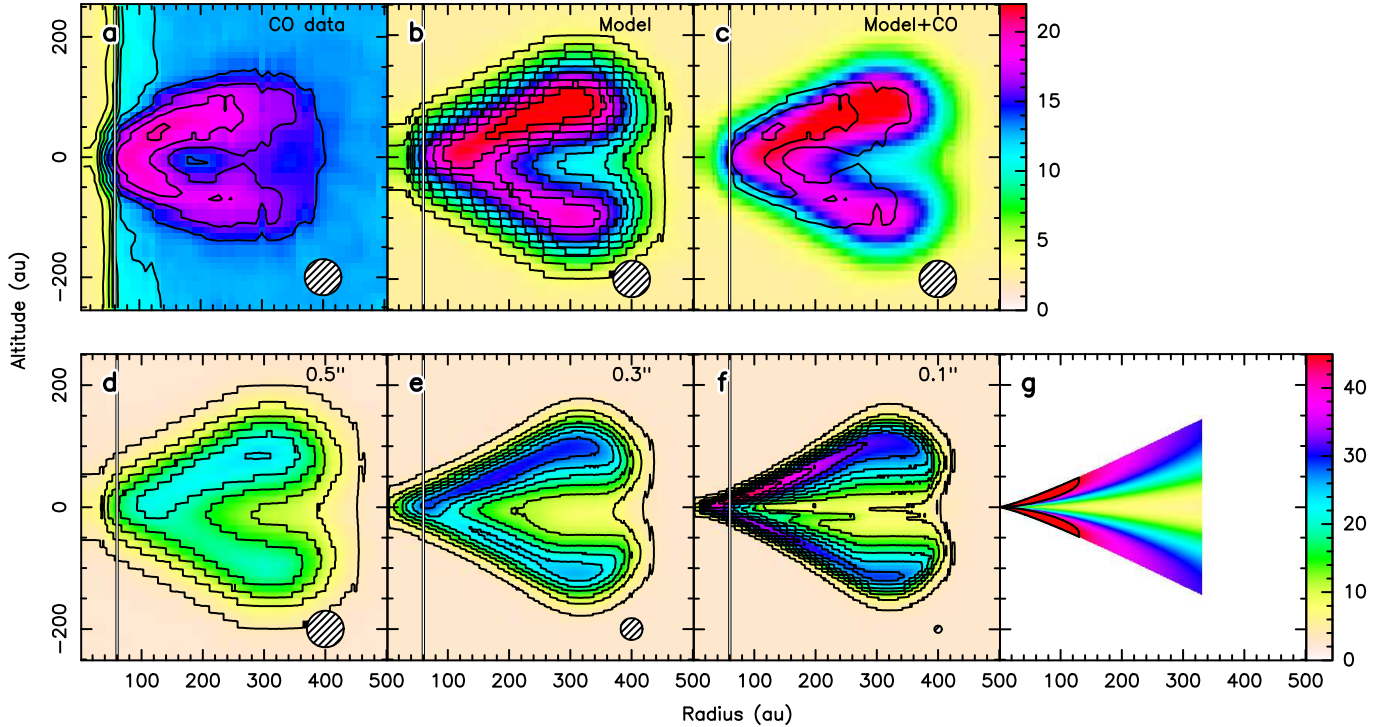 a CO data
b Model
c Model+CO
200
0
−200
20
15
10
5
0
Altitude (au)
d 0.5"
e 0.3"
f 0.1"
g
200
0
−200
40
30
20
10
0
100 200 300 400 500 100 200 300 400 500 100 200 300 400 500 100 200 300 400 500
Radius (au)